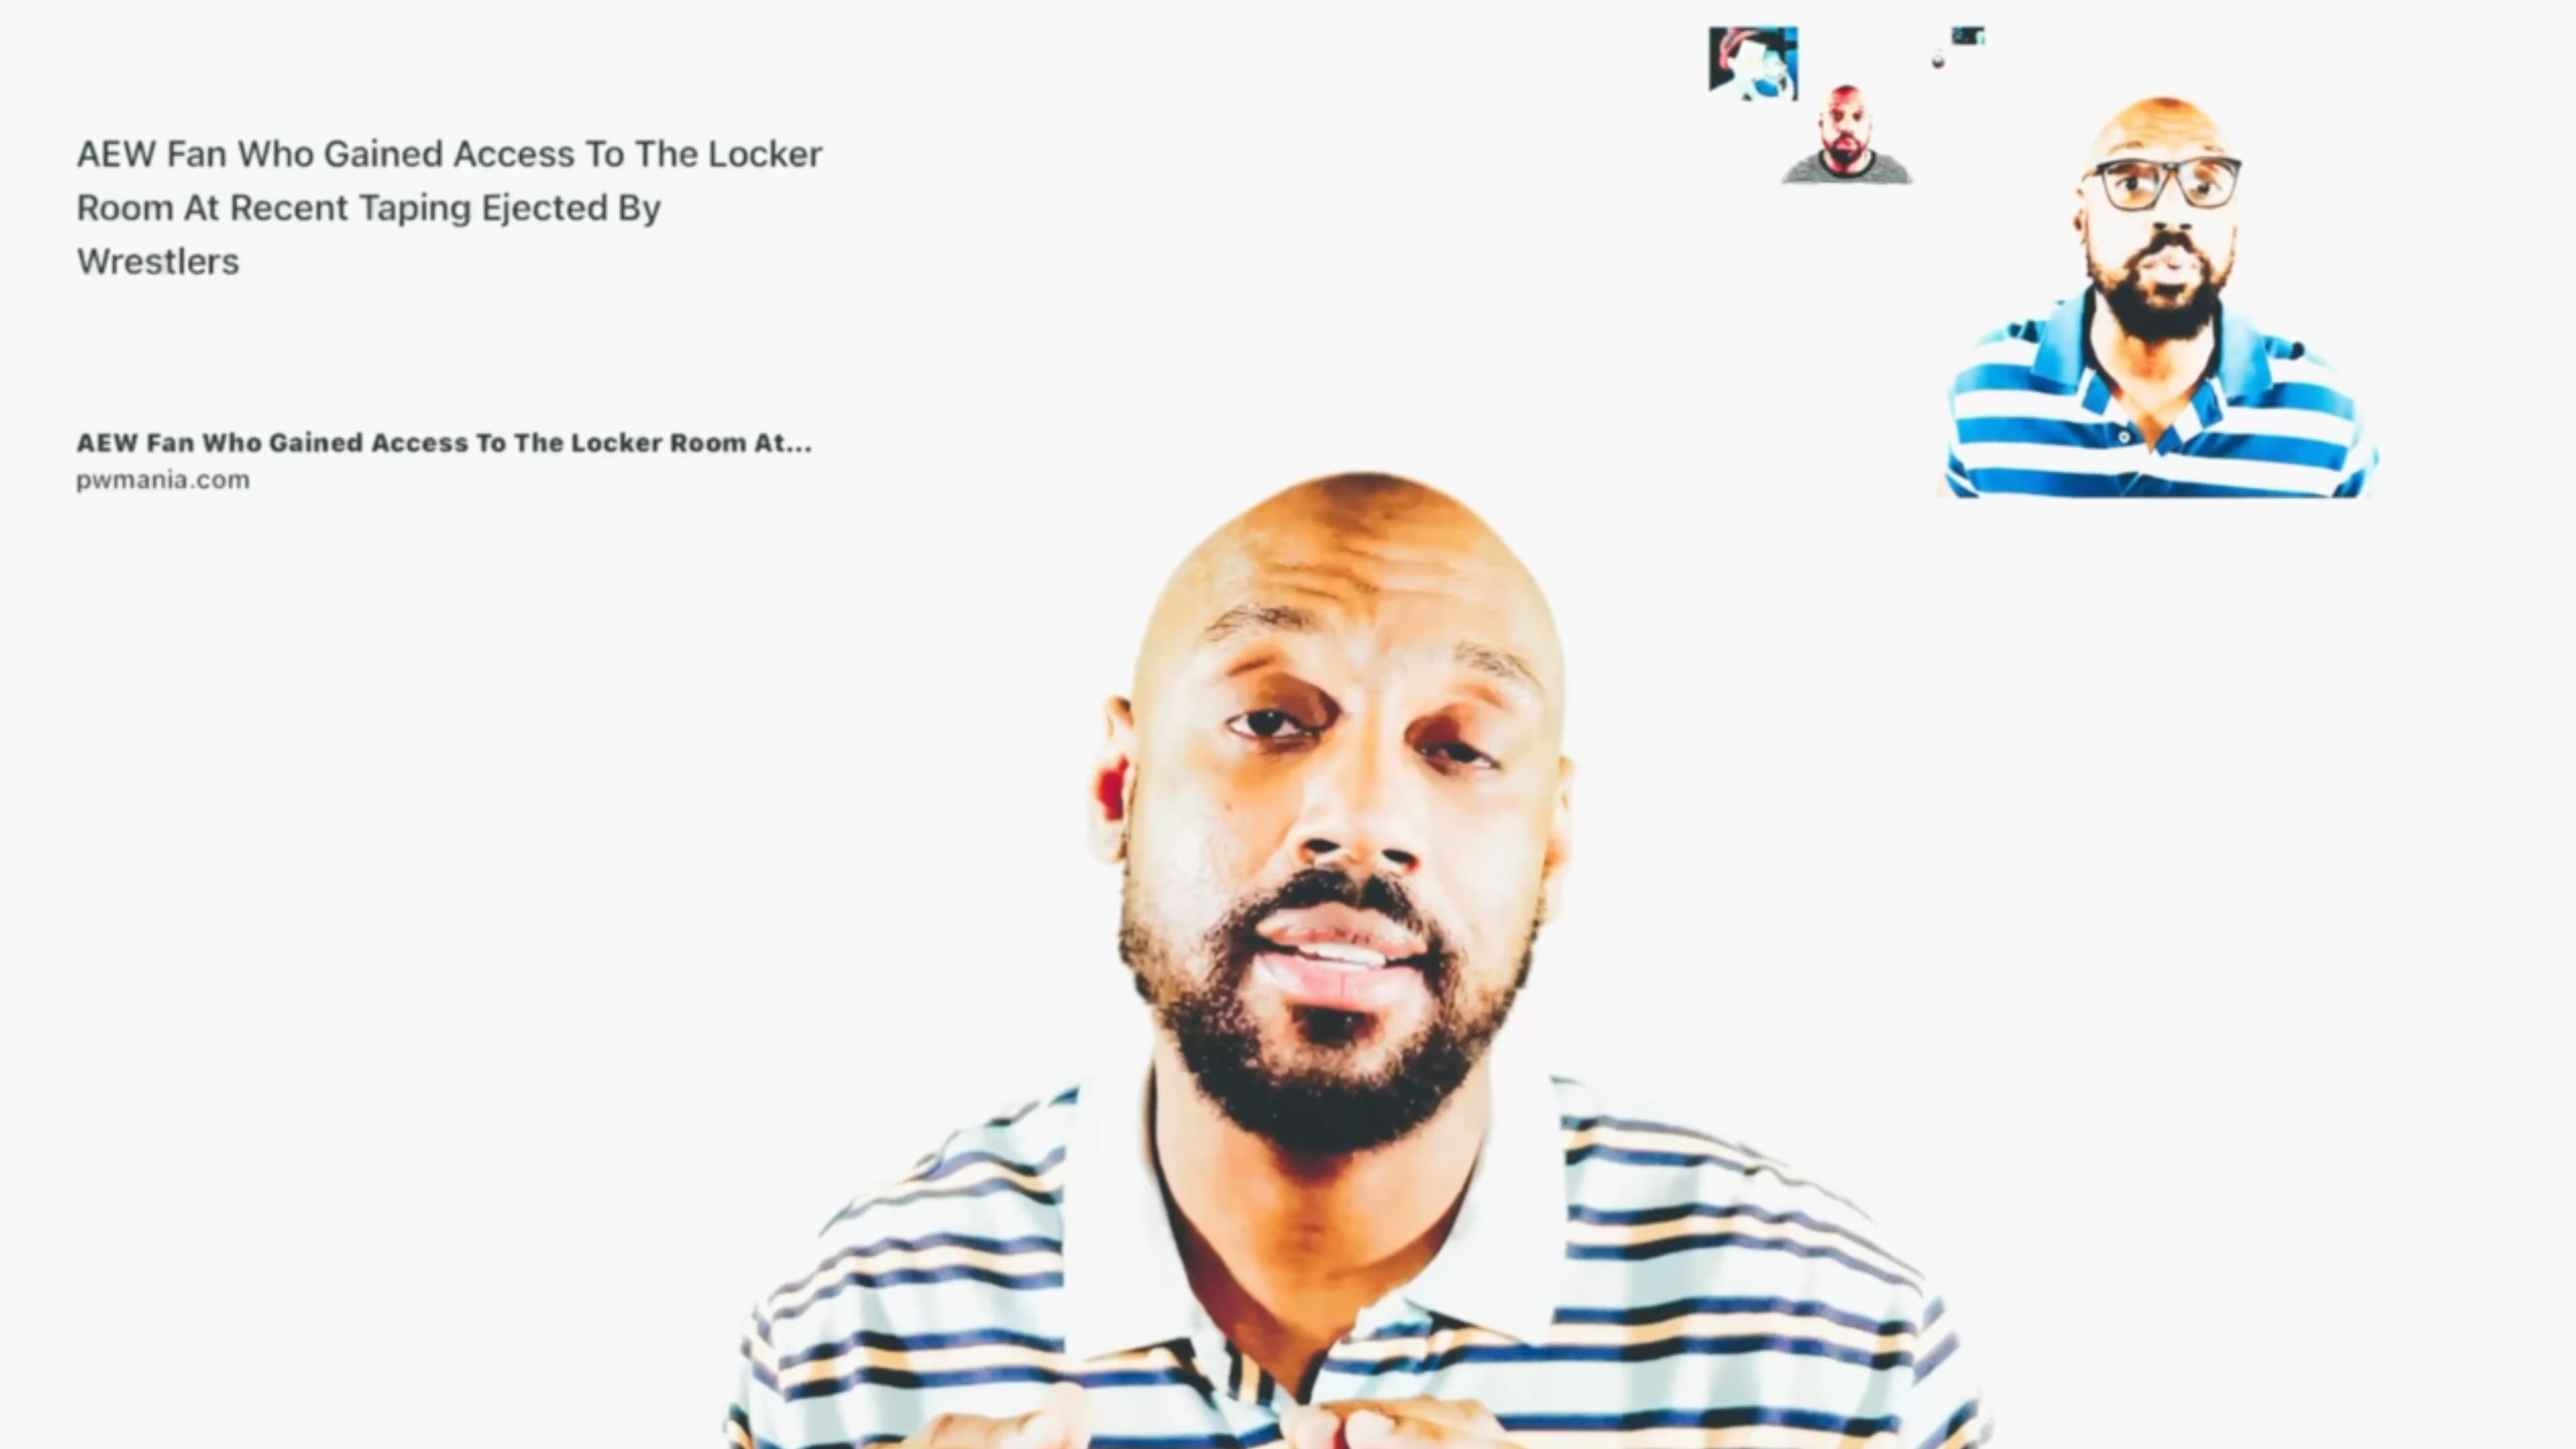 AEW Fan Who Gained Access To The Locker
Room At Recent Taping Ejected By
Wrestlers
AEW Fan Who Gained Access To The Locker Room At...
pwmania.com